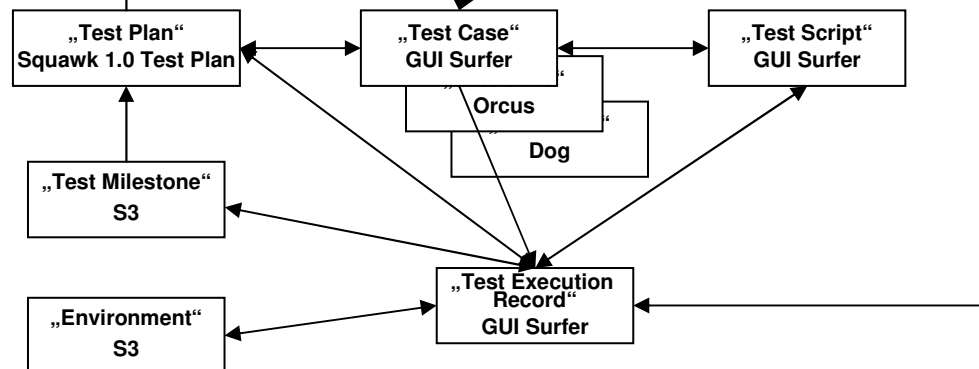 „Test Plan“
Squawk 1.0 Test Plan
„Test Case“
GUI Surfer
„Test Script“
GUI Surfer
Orcus
Dog
„Test Milestone“
S3
„Test Execution
Record“
GUI Surfer
„Environment“
S3